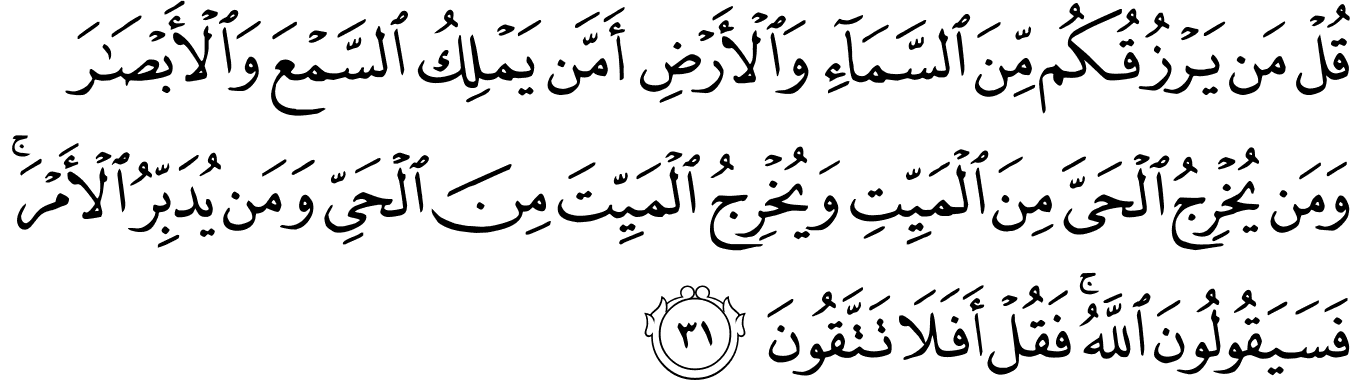 قُلۡ مَن يَرۡزُقُكُم مِّنَ ٱلسَّمَآءِ وَٱلۡأَرۡضِ أَمَّن يَمۡلِكُ ٱلسَّمۡعَ وَٱلۡأَبۡصَٰرَ
وَمَن يُخۡرِجُ ٱلۡحَيَّ مِنَ ٱلۡمَيِّتِ وَيُخۡرِجُ ٱلۡمَيِّتَ مِنَ ٱلۡحَيِّ وَمَن يُدَبِّرُ ٱلۡأَمۡرَۚ
فَسَيَقُولُونَ ٱللَّهُۚ فَقُلۡ أَفَلَا تَتَّقُونَ ٣١